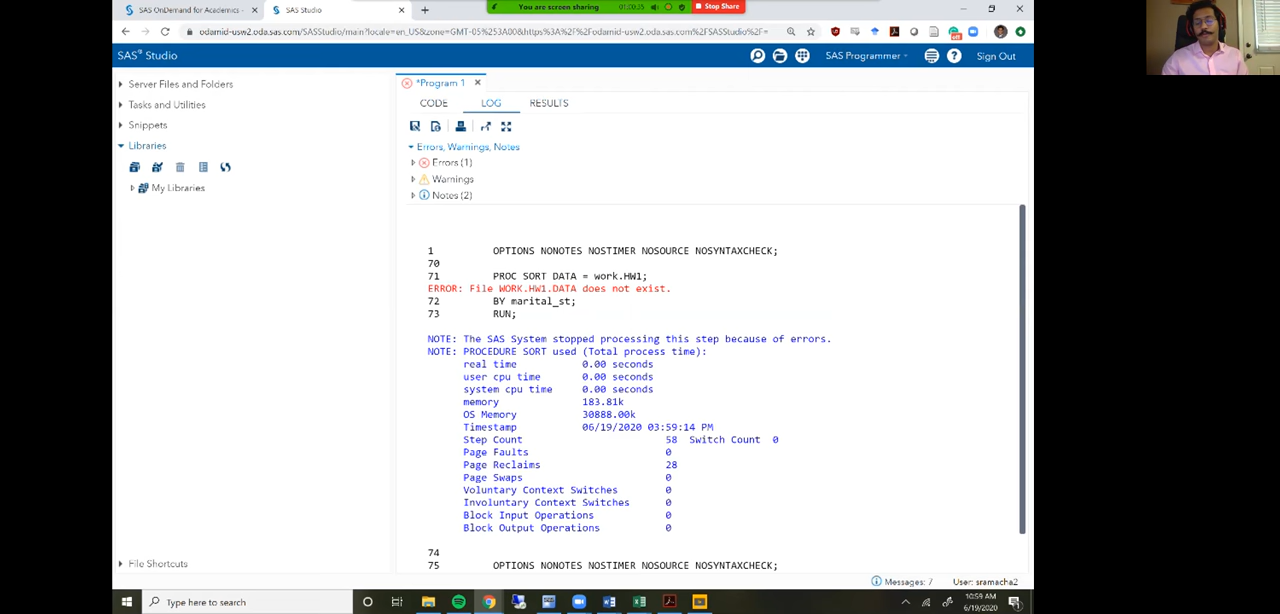 SAS OnDemand for Academics -
SAS Studio
You are screen sharing
01:00:35
Stop Share
odamid-usw2.oda.sas.com/SASStudio/main?locale=en_US&zone=GMT-05%253A00&https%3A%2F%2Fodamid-usw2.oda.sas.com%2FSASStudio%2F=
SAS® Studio
SAS Programmer
Sign Out
Server Files and Folders
Tasks and Utilities
Snippets
Libraries
My Libraries
File Shortcuts
*Program 1
CODE
LOG
RESULTS
Errors, Warnings, Notes
Errors (1)
Warnings
Notes (2)
1 OPTIONS NONOTES NOSTIMER NOSOURCE NOSYNTAXCHECK;
70
71 PROC SORT DATA = work.HW1;
ERROR: File WORK.HW1.DATA does not exist.
72 BY marital_st;
73 RUN;
NOTE: The SAS System stopped processing this step because of errors.
NOTE: PROCEDURE SORT used (Total process time):
real time 0.00 seconds
user cpu time 0.00 seconds
system cpu time 0.00 seconds
memory 183.81k
OS Memory 30888.00k
Timestamp 06/19/2020 03:59:14 PM
Step Count 58 Switch Count 0
Page Faults 0
Page Reclaims 28
Page Swaps 0
Voluntary Context Switches 0
Involuntary Context Switches 0
Block Input Operations 0
Block Output Operations 0
74
75 OPTIONS NONOTES NOSTIMER NOSOURCE NOSYNTAXCHECK;
Messages: 7
User: sramacha2
Type here to search
10:59 AM
6/19/2020